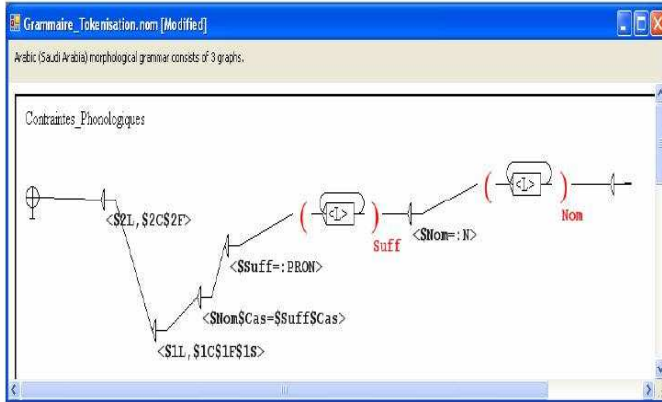 Grammaire_Tokenisation.nom [Modified]
Arabic (Saudi Arabia) morphological grammar consists of 3 graphs.
Contraintes_Phonologiques
( <L> ) Suff
( <L> ) Nom
<$2L,$2C$2F>
<$Suff=:PRON>
<$Nom=:N>
<$Nom$Cas=$Suff$Cas>
<$1L,$1C$1F$1S>